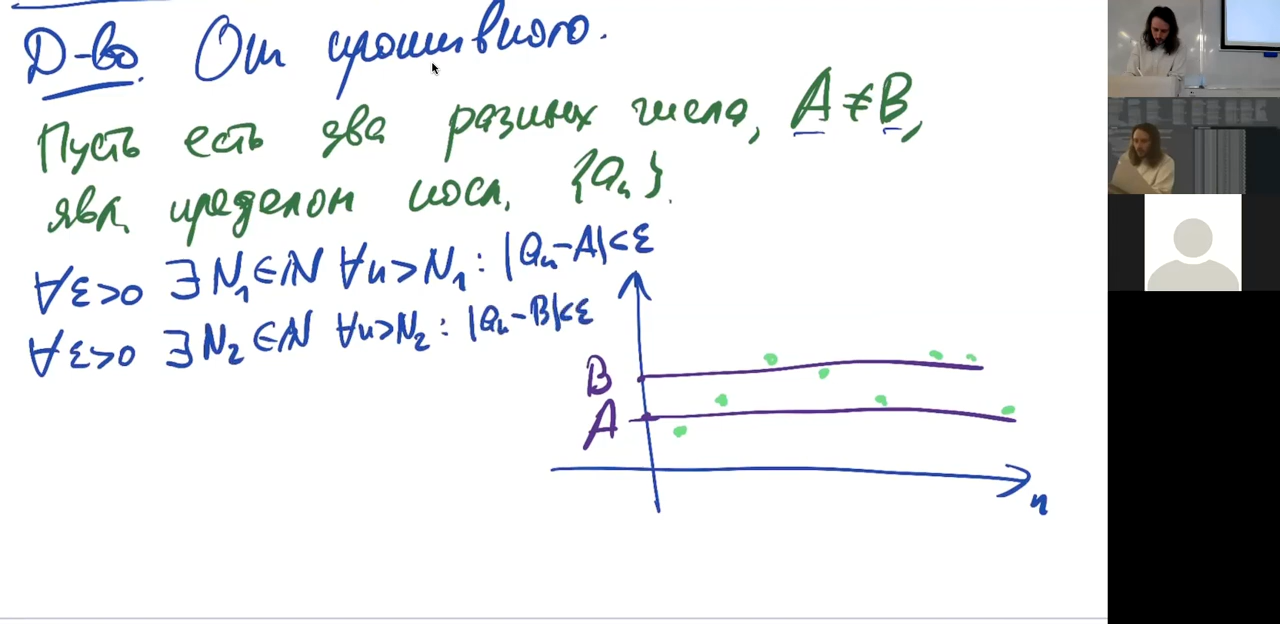 Д-во. От противного.
Пусть есть два разных числа, A ≠ B,
явл. пределом посл. {aₙ}.
∀ε>0 ∃N₁∈ℕ ∀n>N₁: |aₙ-A|<ε
∀ε>0 ∃N₂∈ℕ ∀n>N₂: |aₙ-B|<ε
B
A
n